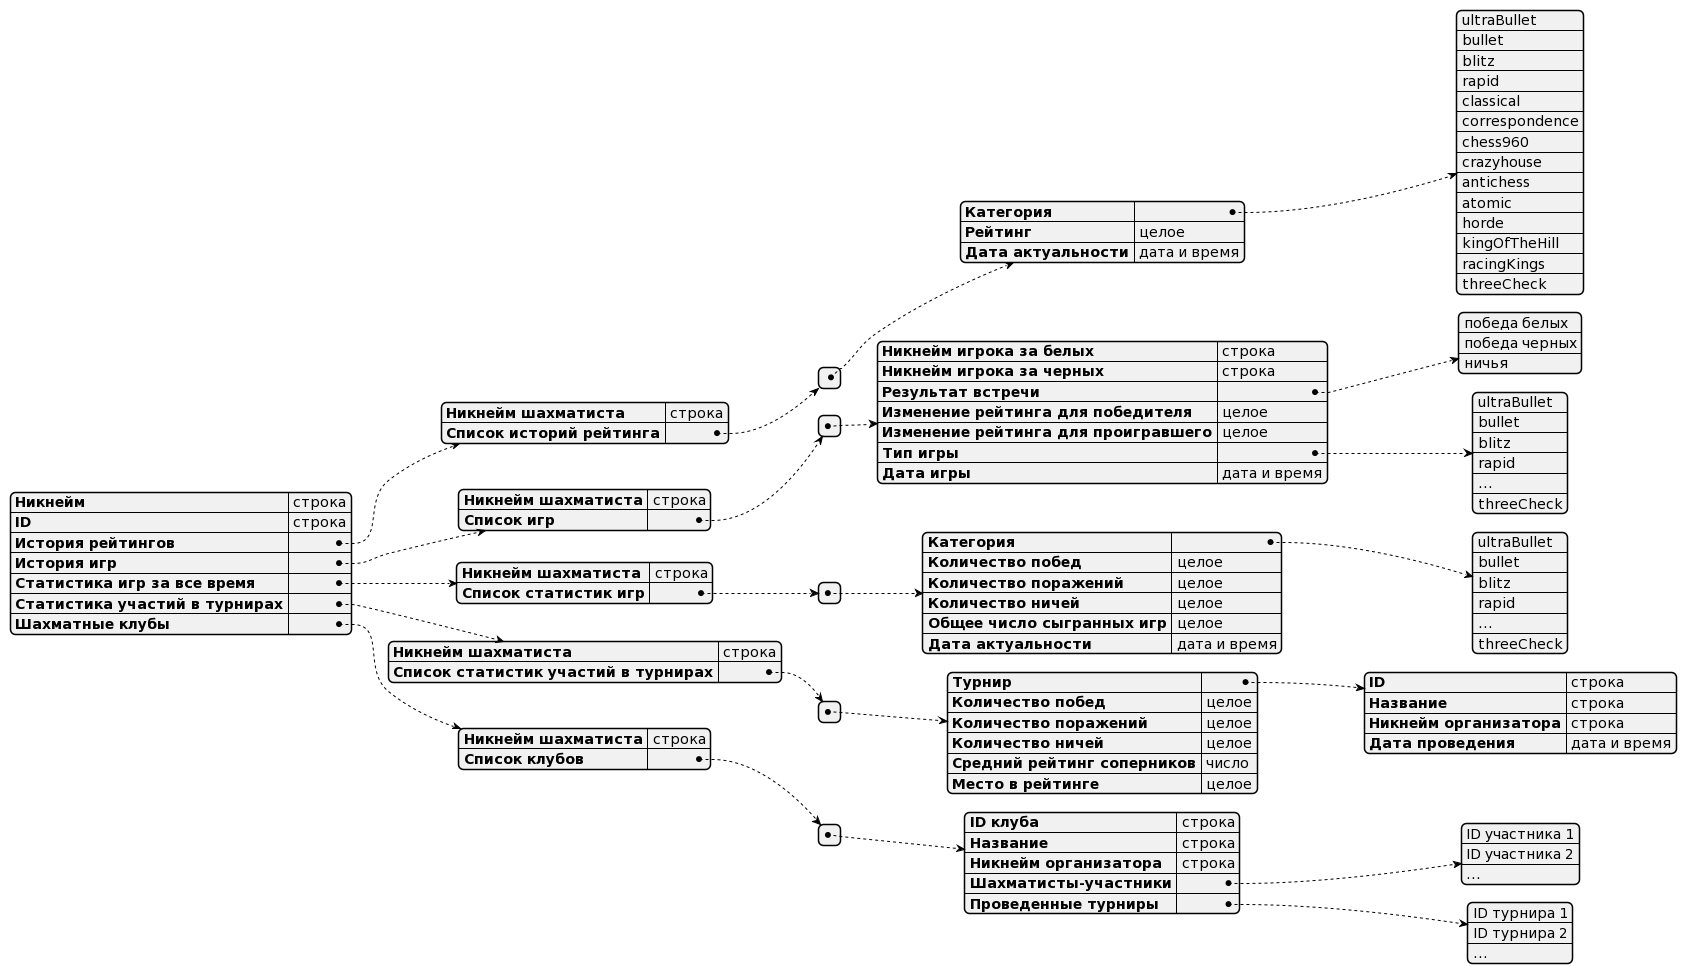 Никнейм строка
ID строка
История рейтингов
История игр
Статистика игр за все время
Статистика участий в турнирах
Шахматные клубы
Никнейм шахматиста строка
Список историй рейтинга
Никнейм шахматиста строка
Список игр
Никнейм шахматиста строка
Список статистик игр
Никнейм шахматиста строка
Список статистик участий в турнирах
Никнейм шахматиста строка
Список клубов
Категория
Рейтинг целое
Дата актуальности дата и время
ultraBullet
bullet
blitz
rapid
classical
correspondence
chess960
crazyhouse
antichess
atomic
horde
kingOfTheHill
racingKings
threeCheck
Никнейм игрока за белых строка
Никнейм игрока за черных строка
Результат встречи
Изменение рейтинга для победителя целое
Изменение рейтинга для проигравшего целое
Тип игры
Дата игры дата и время
победа белых
победа черных
ничья
ultraBullet
bullet
blitz
rapid
...
threeCheck
Категория
Количество побед целое
Количество поражений целое
Количество ничей целое
Общее число сыгранных игр целое
Дата актуальности дата и время
ultraBullet
bullet
blitz
rapid
...
threeCheck
Турнир
Количество побед целое
Количество поражений целое
Количество ничей целое
Средний рейтинг соперников число
Место в рейтинге целое
ID строка
Название строка
Никнейм организатора строка
Дата проведения дата и время
ID клуба строка
Название строка
Никнейм организатора строка
Шахматисты-участники
Проведенные турниры
ID участника 1
ID участника 2
...
ID турнира 1
ID турнира 2
...